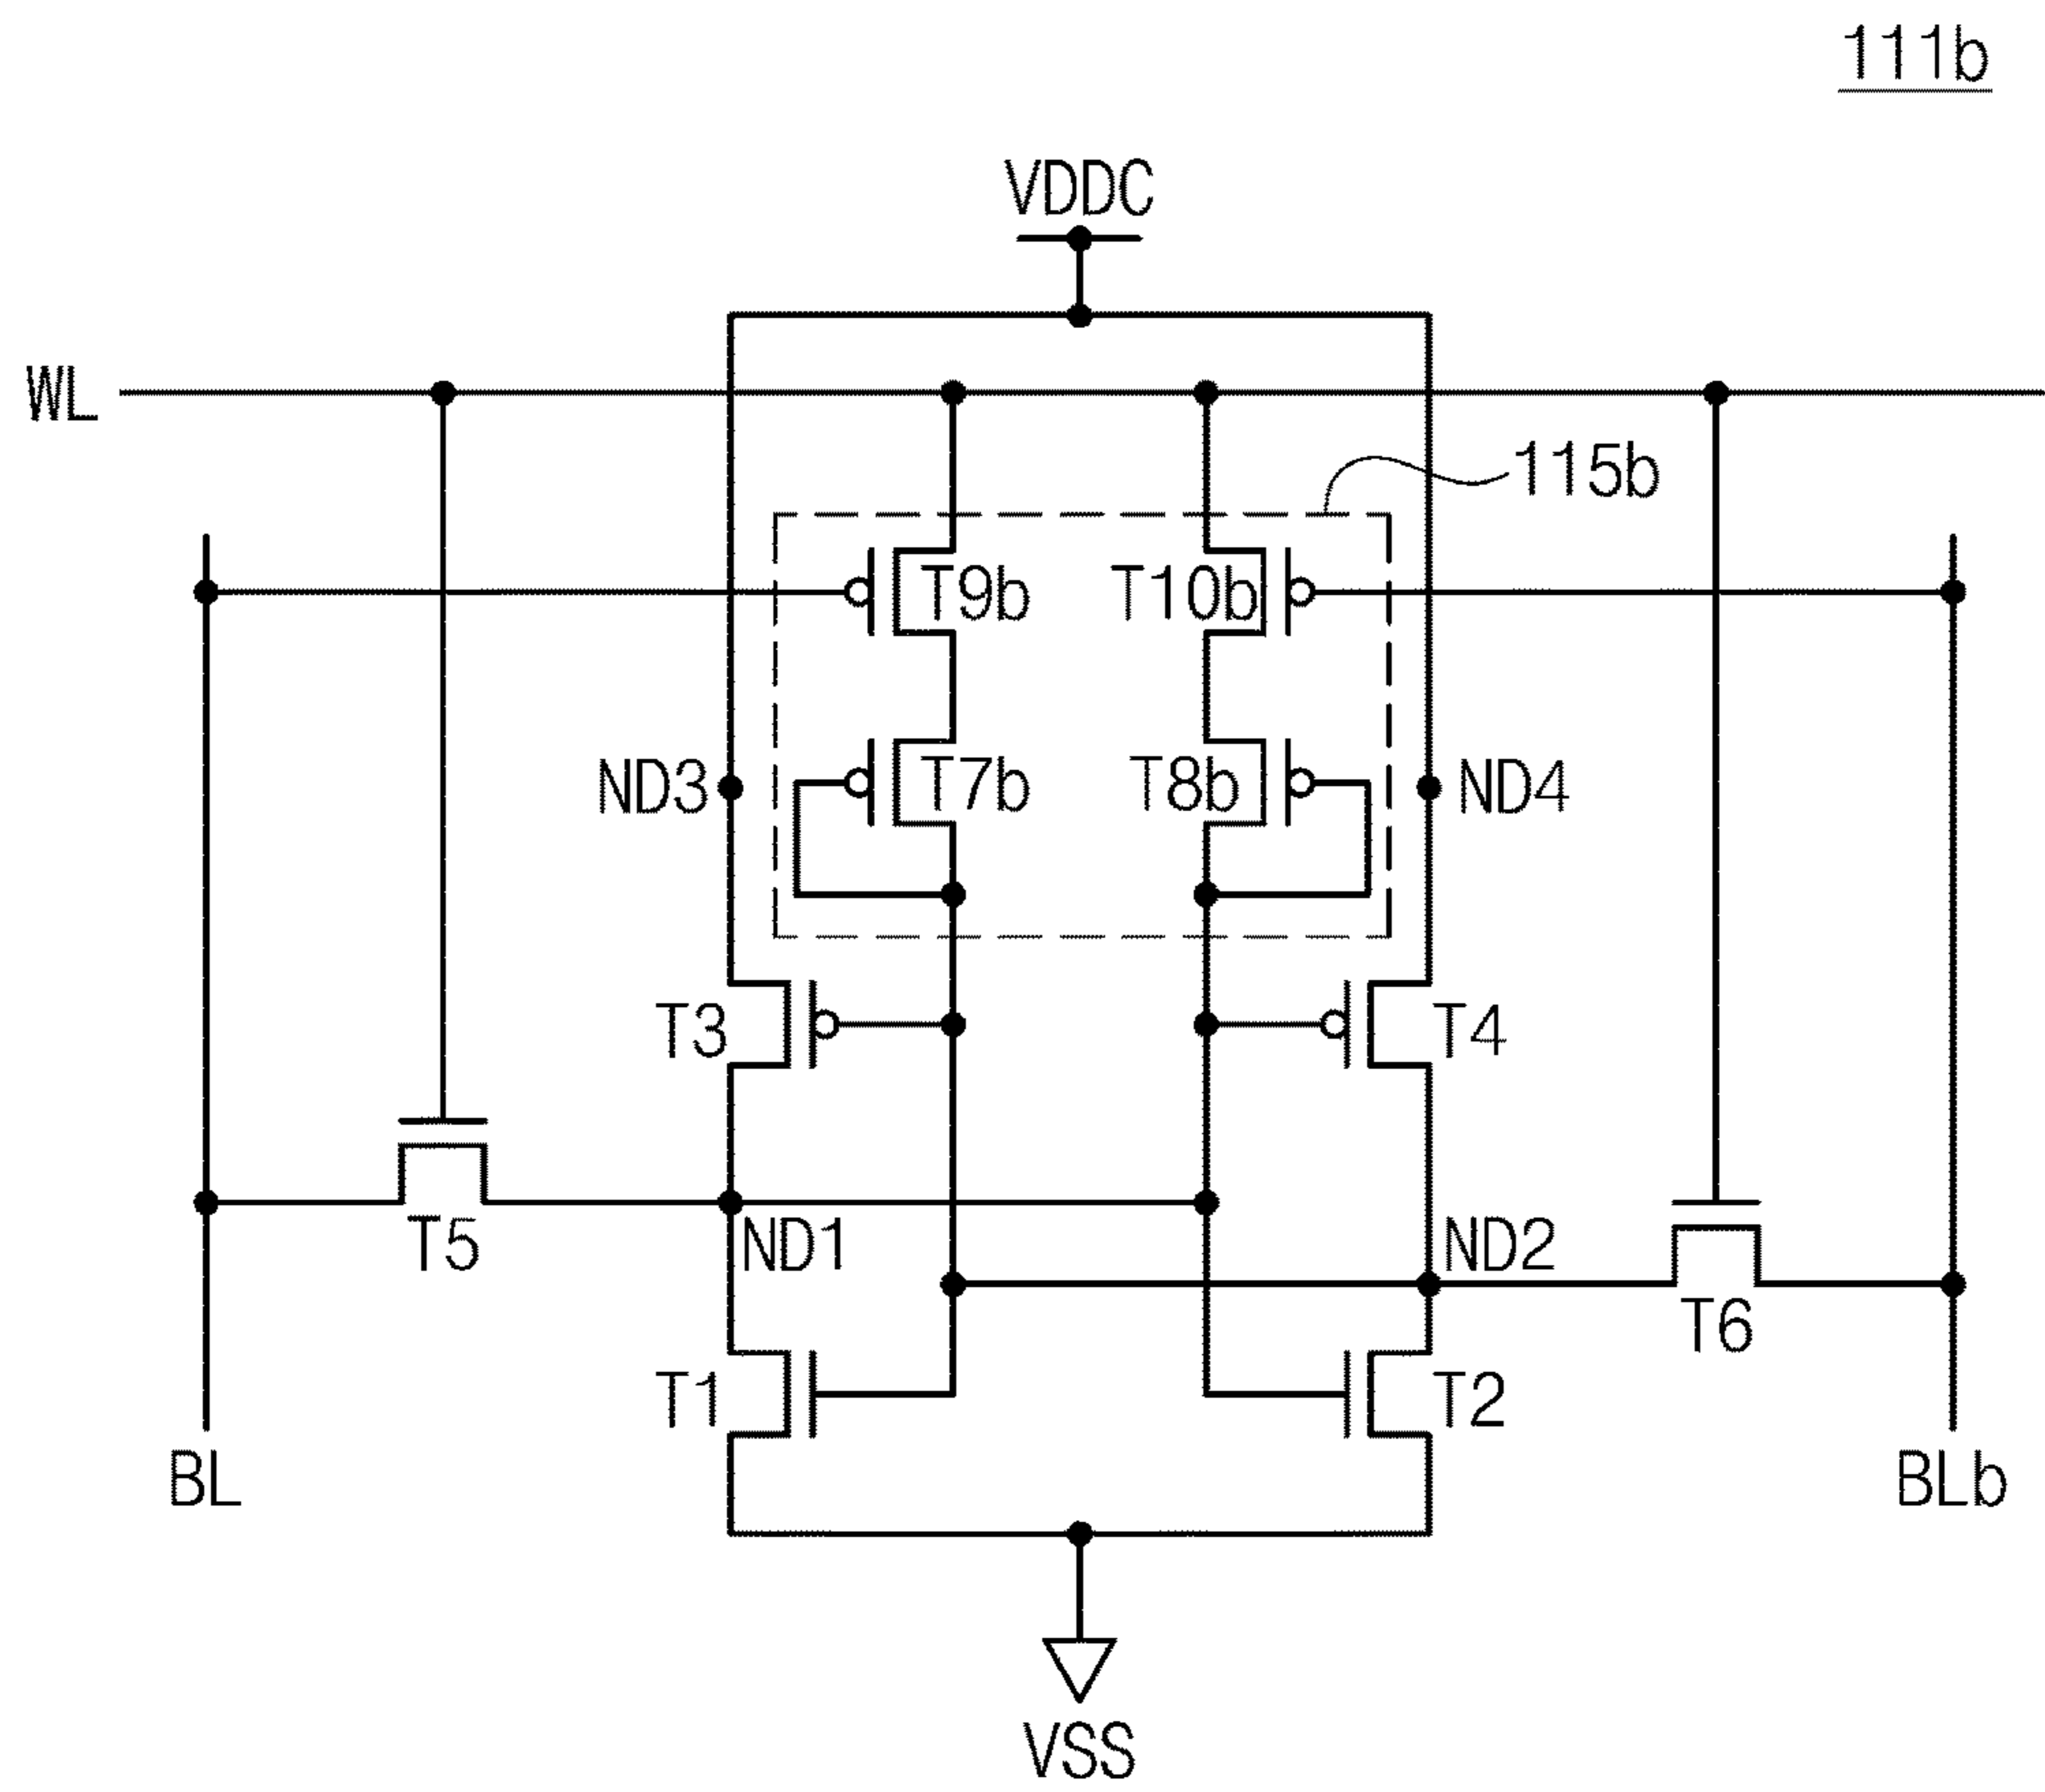 111b
VDDC
WL
115b
T9b T10b
ND3 T7b T8b ND4
T3 T4
T5 ND1 ND2
T6
T1 T2
BL BLb
VSS